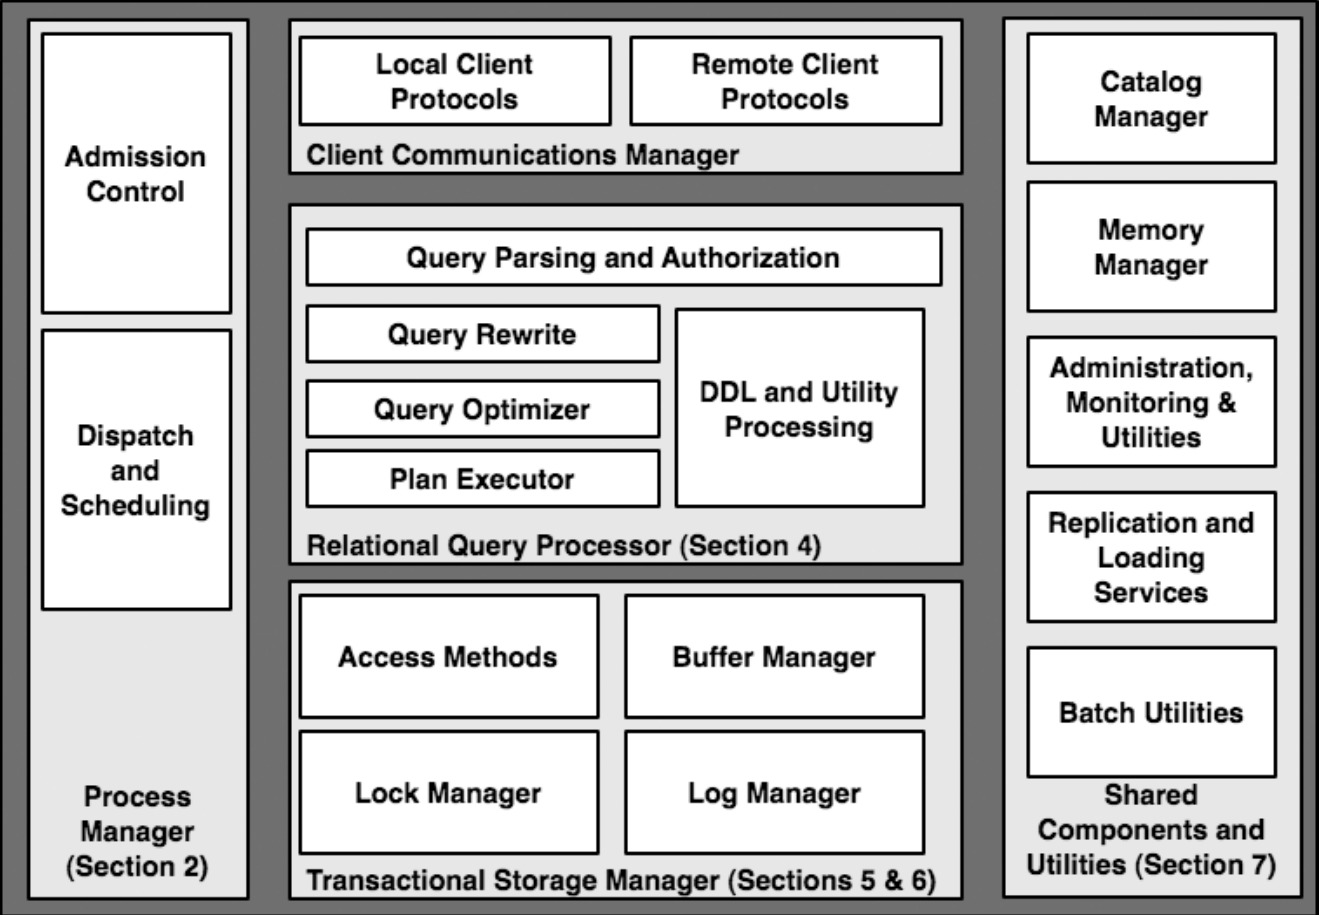 Admission
Control
Dispatch
and
Scheduling
Process
Manager
(Section 2)
Local Client
Protocols
Remote Client
Protocols
Client Communications Manager
Query Parsing and Authorization
Query Rewrite
Query Optimizer
Plan Executor
DDL and Utility
Processing
Relational Query Processor (Section 4)
Access Methods
Buffer Manager
Lock Manager
Log Manager
Transactional Storage Manager (Sections 5 & 6)
Catalog
Manager
Memory
Manager
Administration,
Monitoring &
Utilities
Replication and
Loading
Services
Batch Utilities
Shared
Components and
Utilities (Section 7)